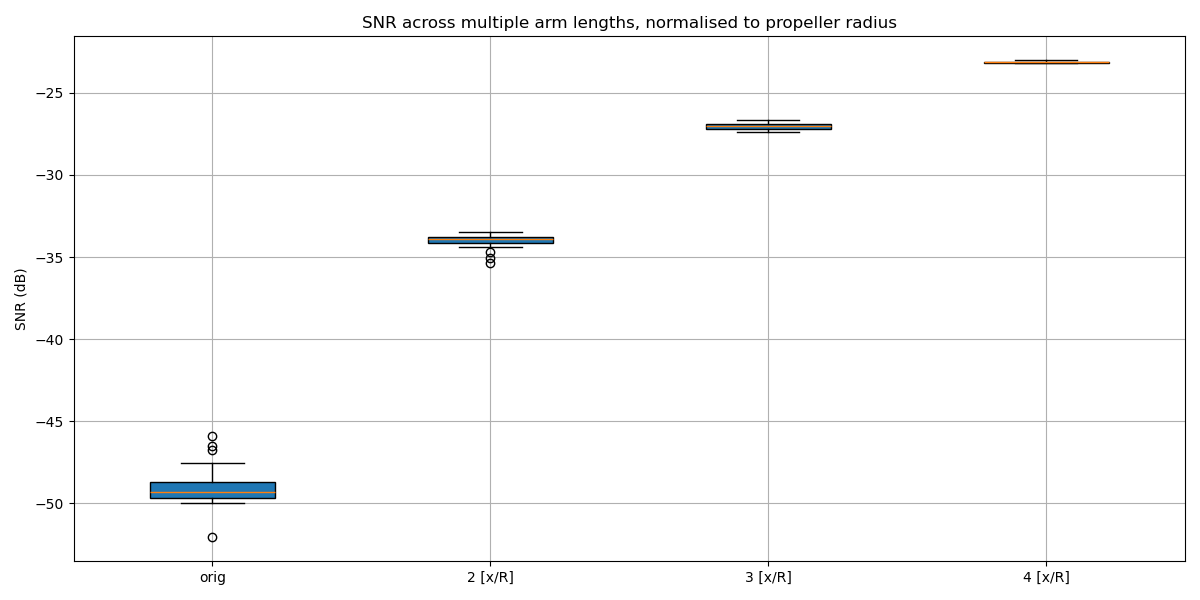 SNR across multiple arm lengths, normalised to propeller radius
SNR (dB)
−25
−30
−35
−40
−45
−50
orig
2 [x/R]
3 [x/R]
4 [x/R]